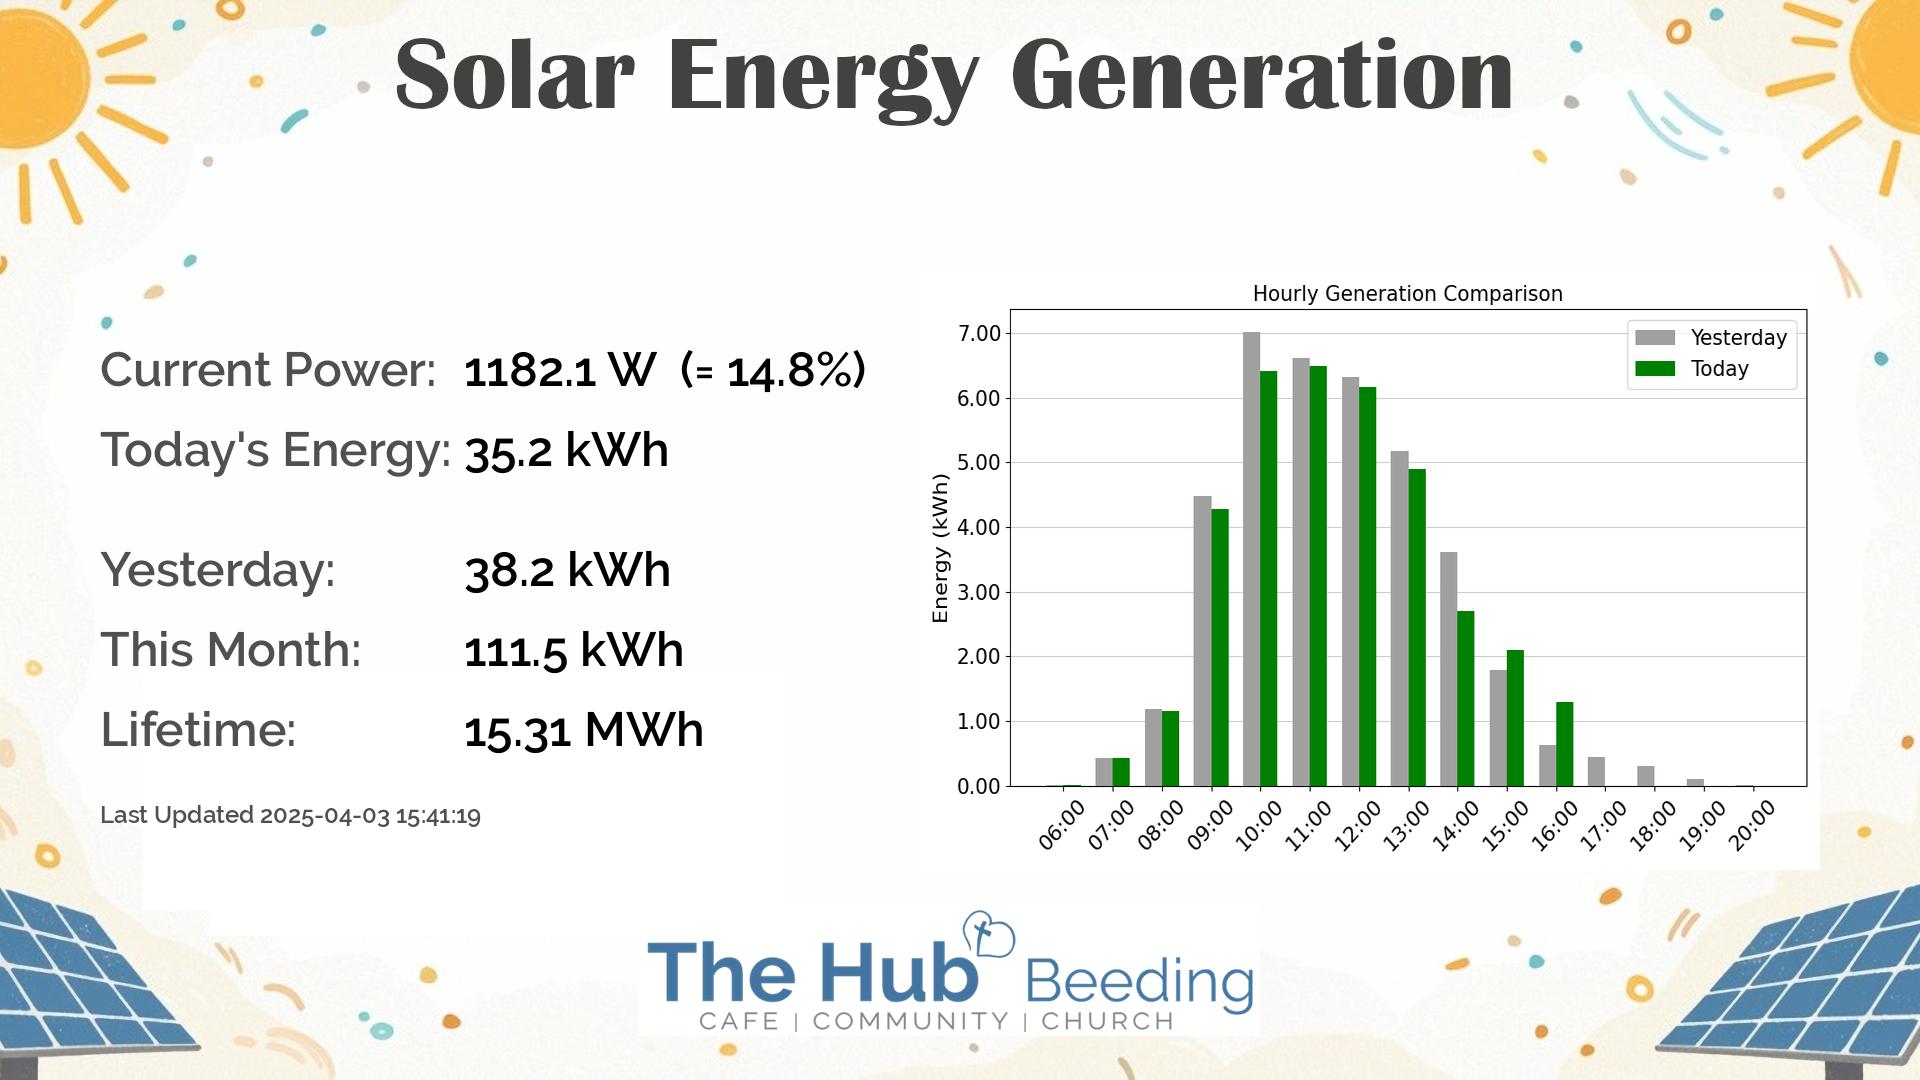 Solar Energy Generation
Current Power: 1182.1 W (= 14.8%)
Today's Energy: 35.2 kWh
Yesterday: 38.2 kWh
This Month: 111.5 kWh
Lifetime: 15.31 MWh
Last Updated 2025-04-03 15:41:19
Hourly Generation Comparison
Yesterday
Today
Energy (kWh)
7.00
6.00
5.00
4.00
3.00
2.00
1.00
0.00
06:00 07:00 08:00 09:00 10:00 11:00 12:00 13:00 14:00 15:00 16:00 17:00 18:00 19:00 20:00
The Hub Beeding
CAFE | COMMUNITY | CHURCH